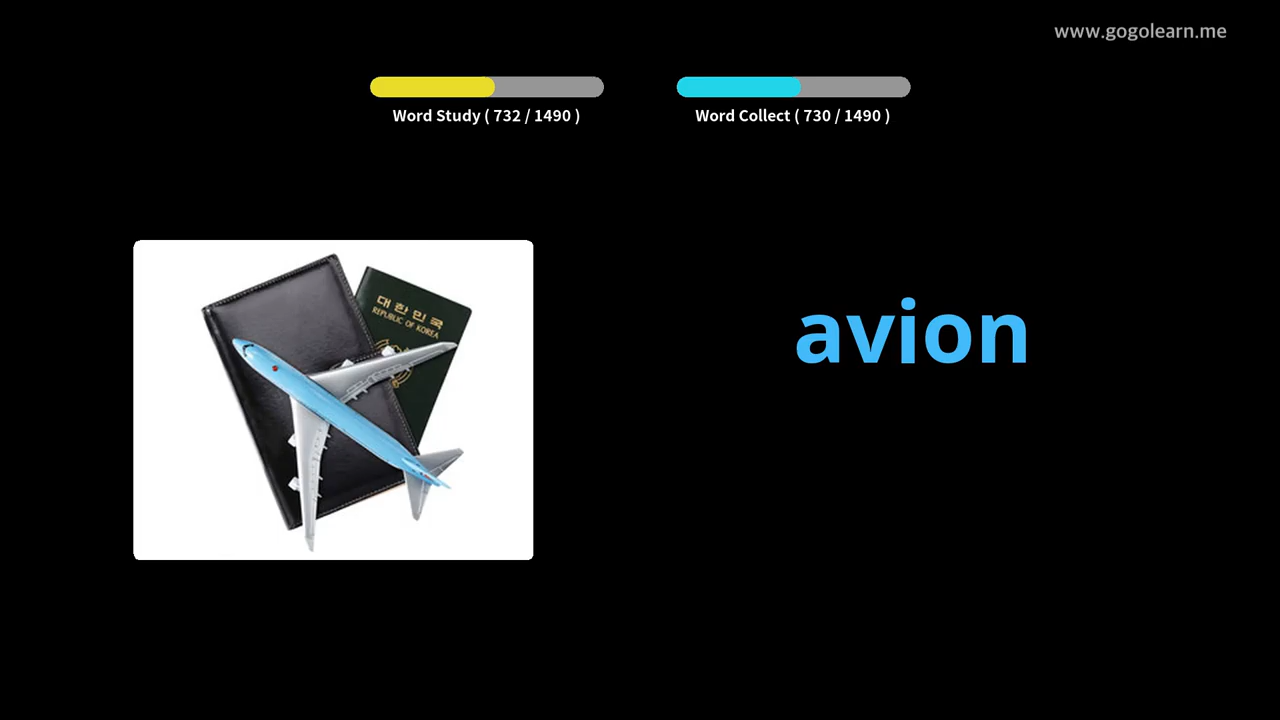 www.gogolearn.me
Word Study ( 732 / 1490 )
Word Collect ( 730 / 1490 )
대한민국
REPUBLIC OF KOREA
avion